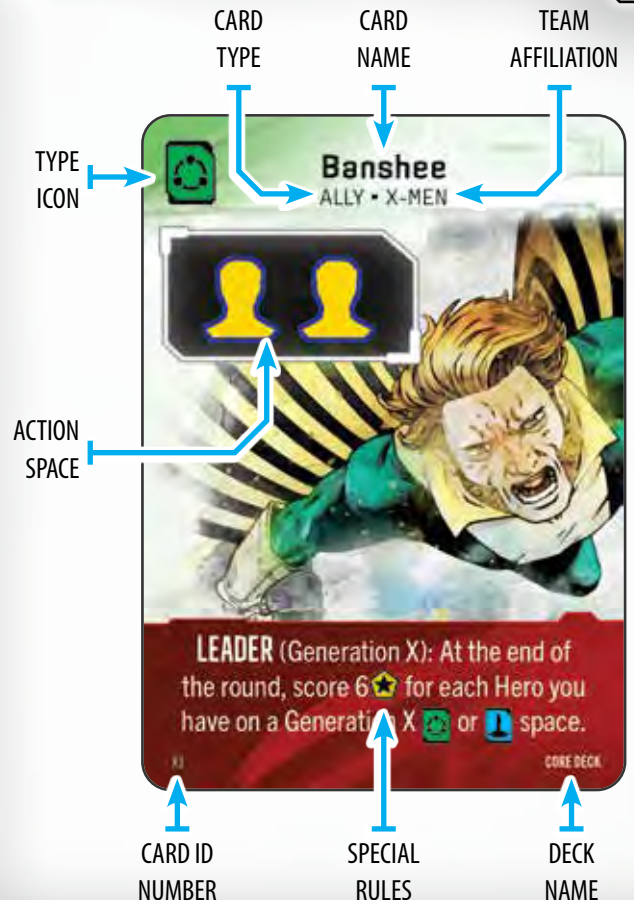 CARD
TYPE
CARD
NAME
TEAM
AFFILIATION
TYPE
ICON
Banshee
ALLY • X-MEN
ACTION
SPACE
LEADER (Generation X): At the end of
the round, score 6 for each Hero you
have on a Generation X or space.
CORE DECK
CARD ID
NUMBER
SPECIAL
RULES
DECK
NAME